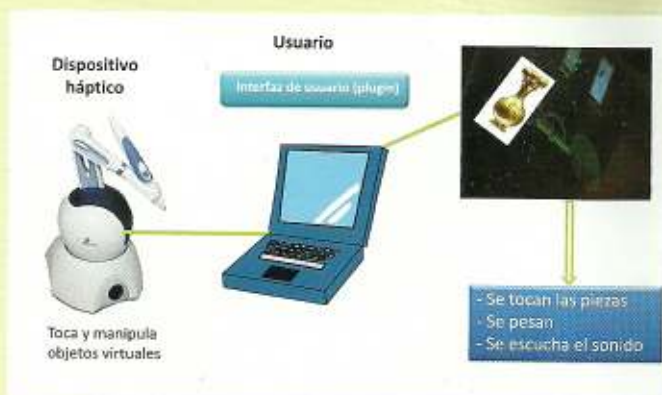 Dispositivo
háptico
Usuario
Interfaz de usuario (plugin)
Toca y manipula
objetos virtuales
- Se tocan las piezas
- Se pesan
- Se escucha el sonido